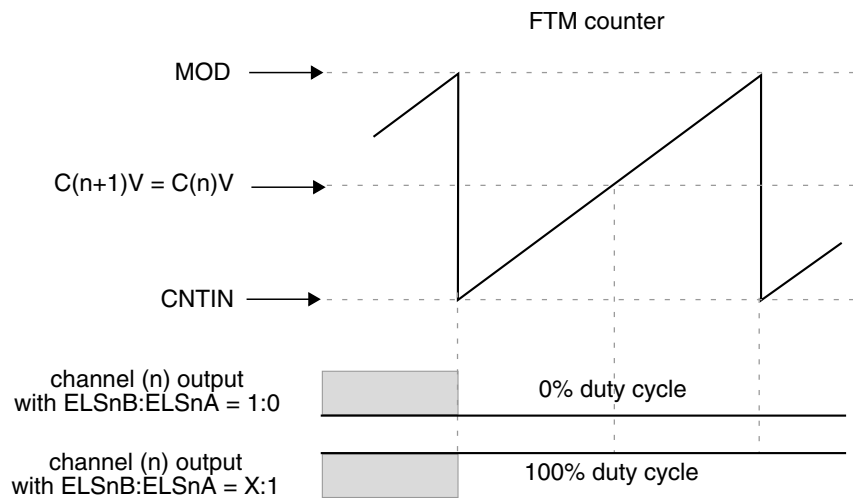 FTM counter
MOD
C(n+1)V = C(n)V
CNTIN
channel (n) output
with ELSnB:ELSnA = 1:0
0% duty cycle
channel (n) output
with ELSnB:ELSnA = X:1
100% duty cycle